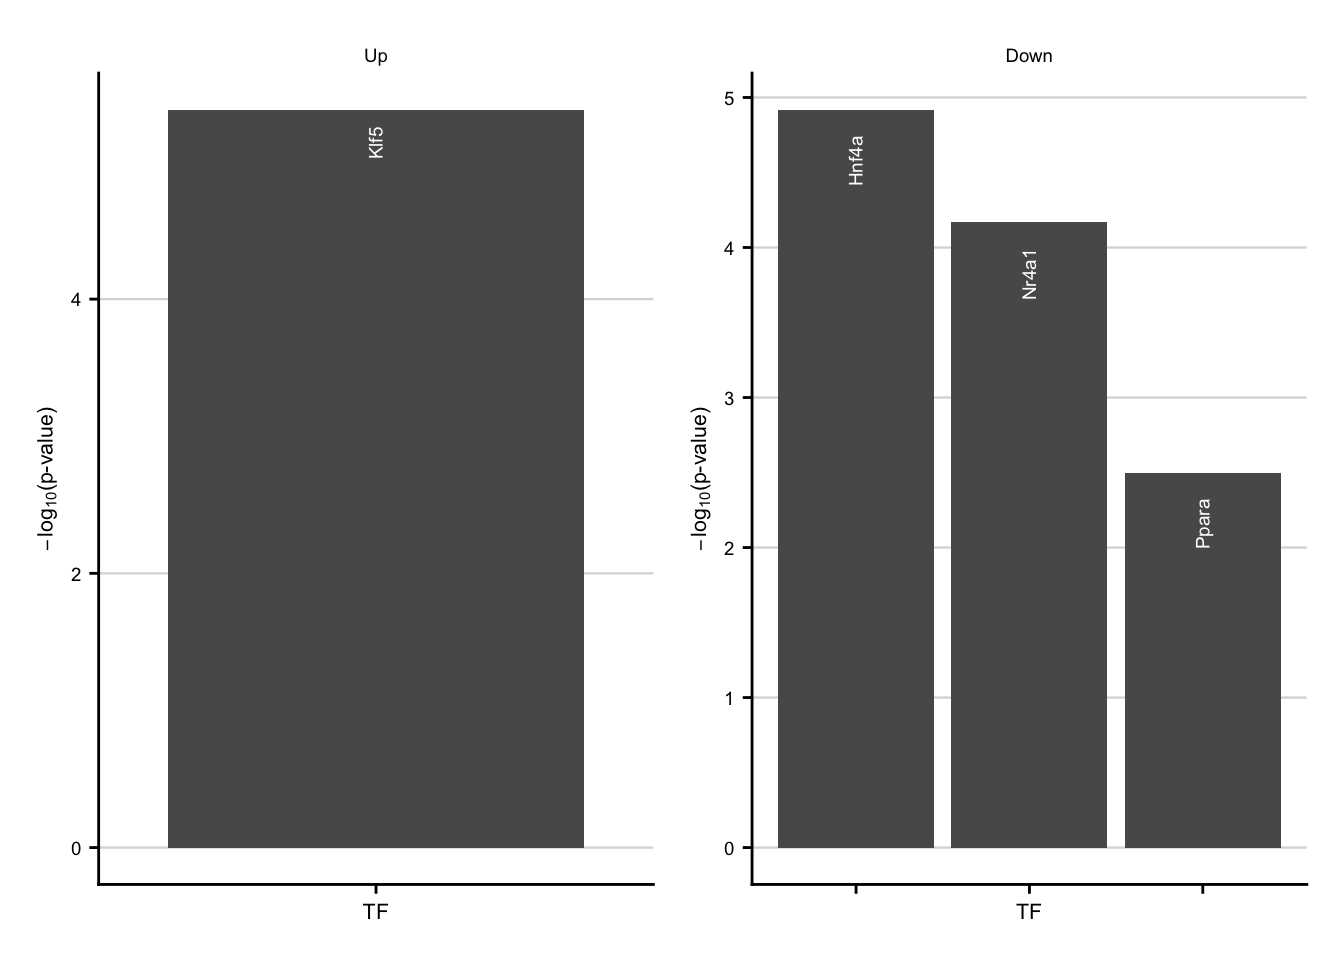 Up
Klf5
4
2
0
−log10(p-value)
TF
Down
Hnf4a
Nr4a1
Ppara
5
4
3
2
1
0
−log10(p-value)
TF